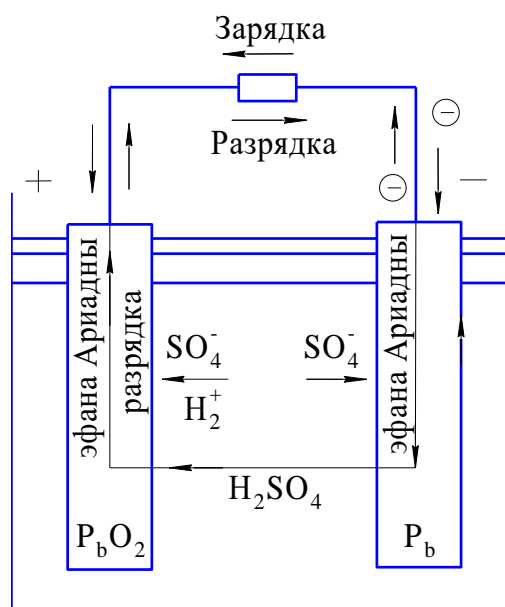 Зарядка
Разрядка
+
−
⊖
⊖
эфана Ариадны
разрядка
SO₄⁻
H₂⁺
SO₄⁻
эфана Ариадны
H₂SO₄
PbO₂
Pb